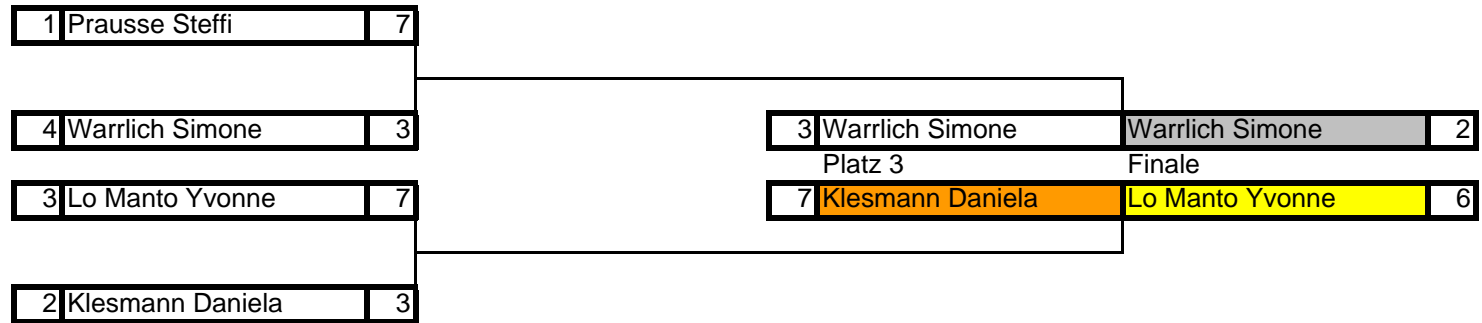 1 Prausse Steffi 7
4 Warrlich Simone 3 3 Warrlich Simone Warrlich Simone 2
Platz 3 Finale
3 Lo Manto Yvonne 7 7 Klesmann Daniela Lo Manto Yvonne 6
2 Klesmann Daniela 3